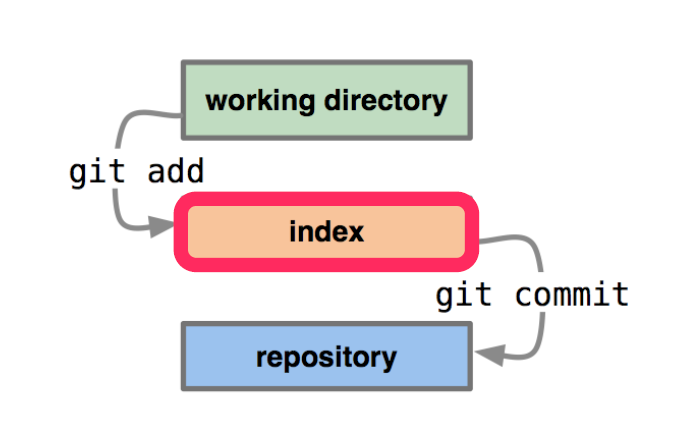 working directory
git add
index
git commit
repository